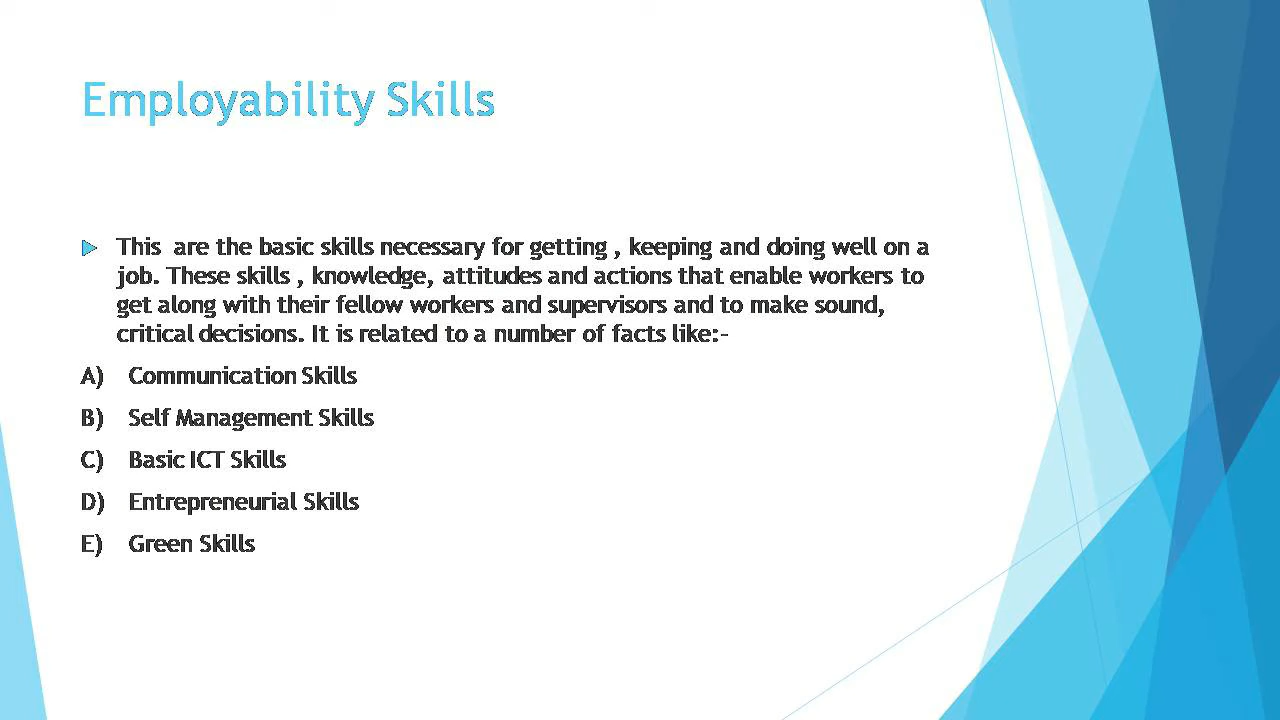 Employability Skills
This are the basic skills necessary for getting , keeping and doing well on a
job. These skills , knowledge, attitudes and actions that enable workers to
get along with their fellow workers and supervisors and to make sound,
critical decisions. It is related to a number of facts like:-
A) Communication Skills
B) Self Management Skills
C) Basic ICT Skills
D) Entrepreneurial Skills
E) Green Skills